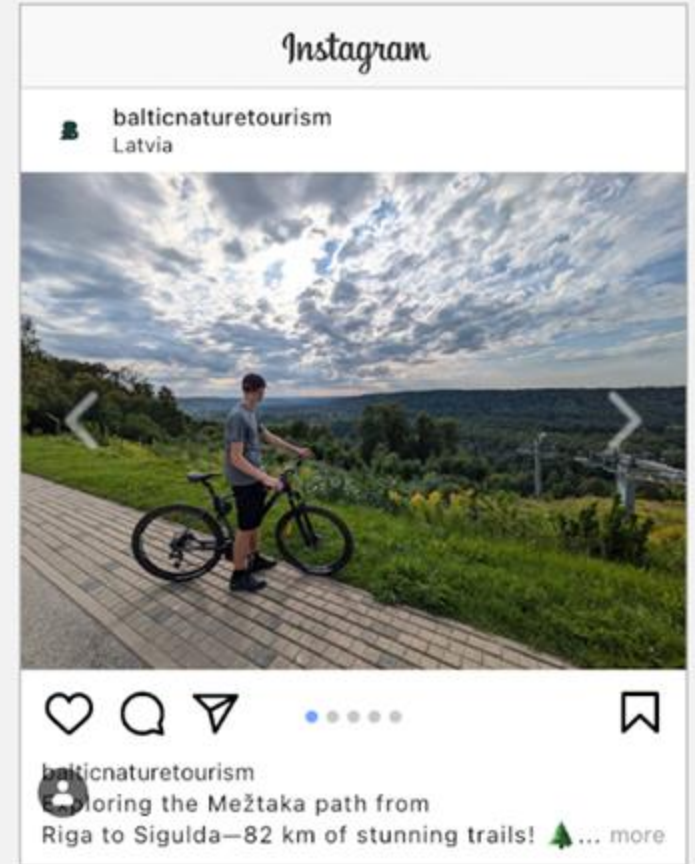 Instagram
balticnaturetourism
Latvia
balticnaturetourism
Exploring the Mežtaka path from
Riga to Sigulda—82 km of stunning trails! 🌲... more